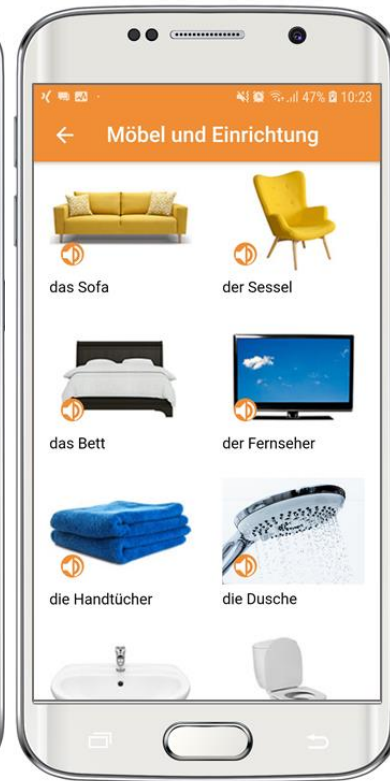 47% 10:23
Möbel und Einrichtung
das Sofa
der Sessel
das Bett
der Fernseher
die Handtücher
die Dusche